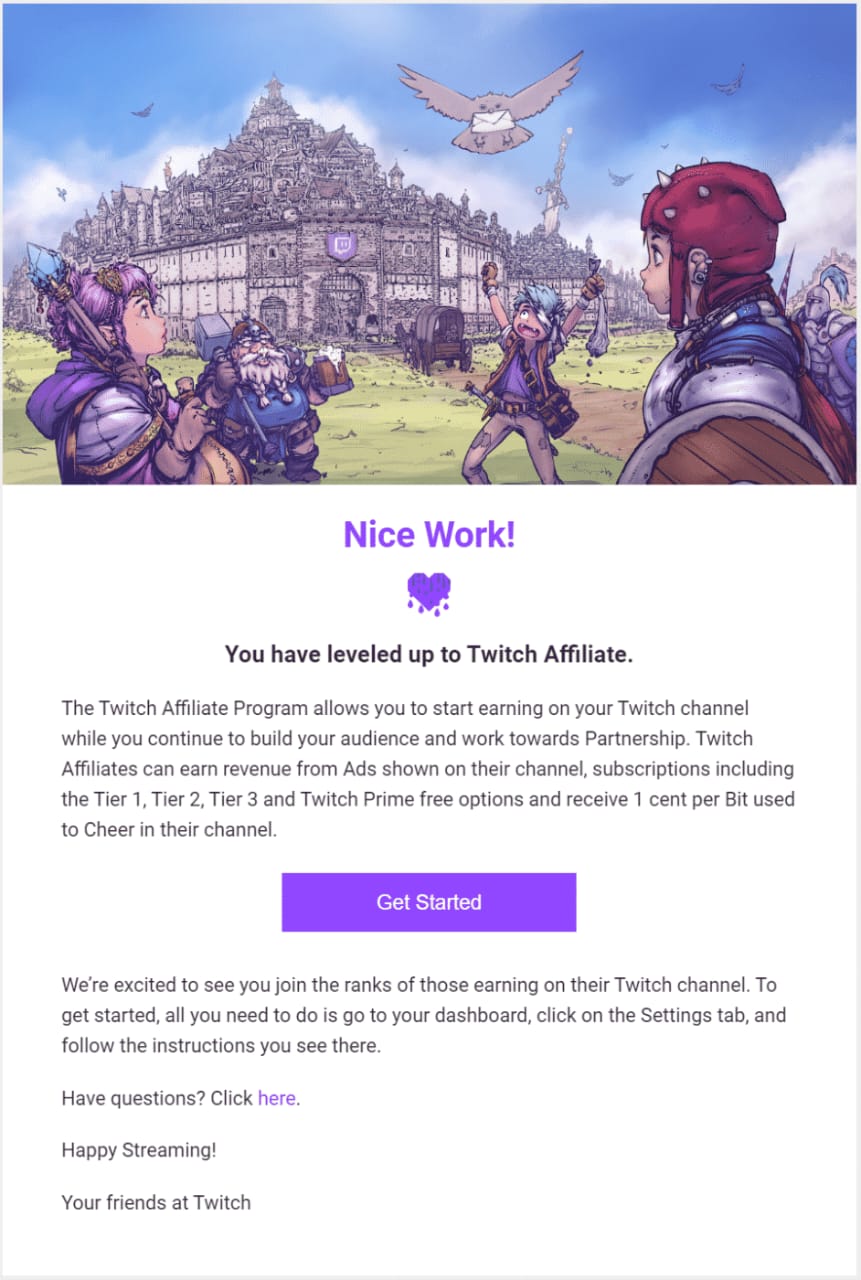 Nice Work!
You have leveled up to Twitch Affiliate.
The Twitch Affiliate Program allows you to start earning on your Twitch channel
while you continue to build your audience and work towards Partnership. Twitch
Affiliates can earn revenue from Ads shown on their channel, subscriptions including
the Tier 1, Tier 2, Tier 3 and Twitch Prime free options and receive 1 cent per Bit used
to Cheer in their channel.
Get Started
We’re excited to see you join the ranks of those earning on their Twitch channel. To
get started, all you need to do is go to your dashboard, click on the Settings tab, and
follow the instructions you see there.
Have questions? Click here.
Happy Streaming!
Your friends at Twitch